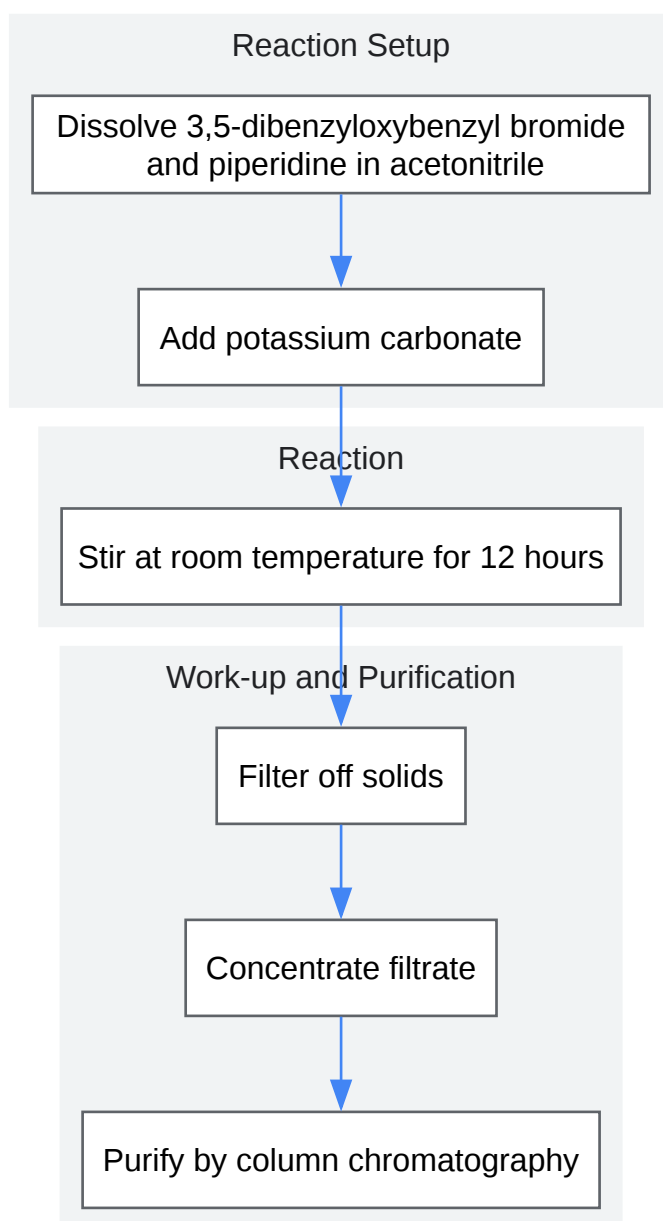 Reaction Setup
Dissolve 3,5-dibenzyloxybenzyl bromide
and piperidine in acetonitrile
Add potassium carbonate
Reaction
Stir at room temperature for 12 hours
Work-up and Purification
Filter off solids
Concentrate filtrate
Purify by column chromatography